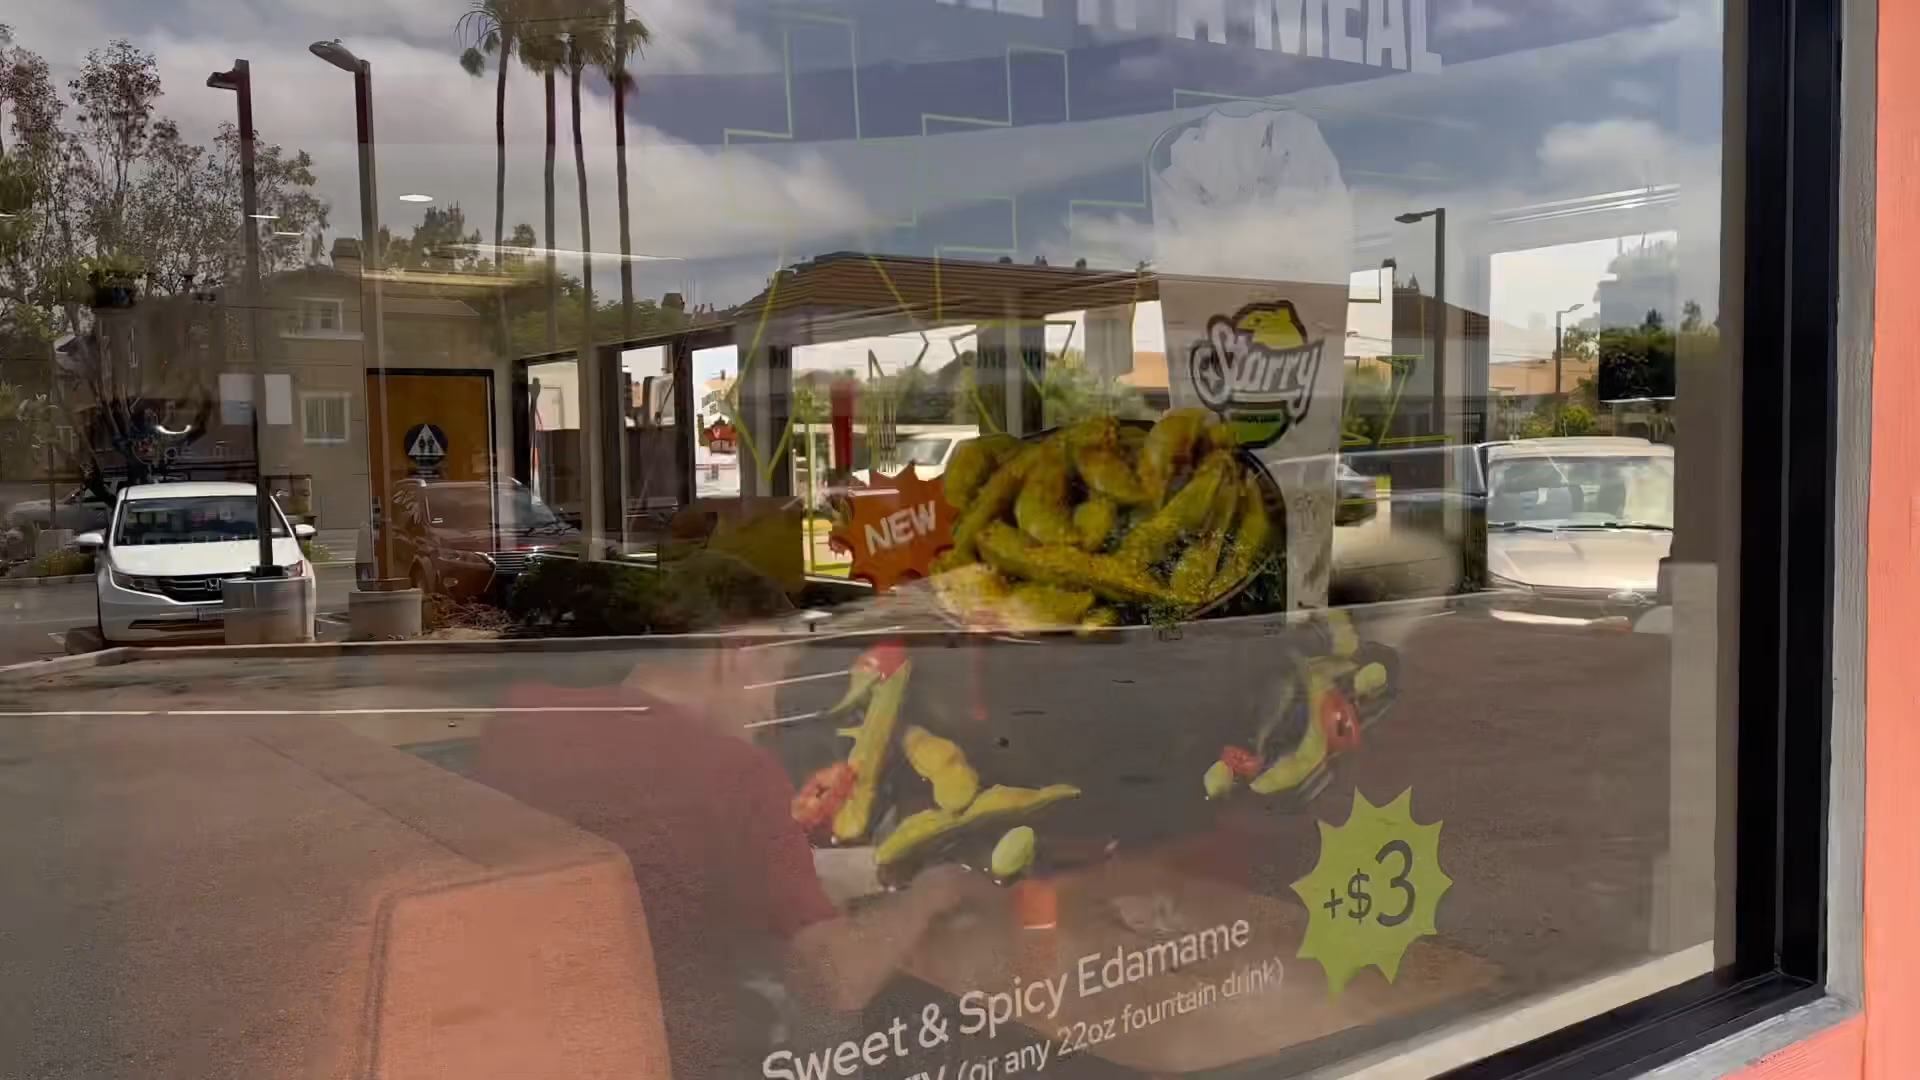 A MEAL
Starry
NEW
+$3
Sweet & Spicy Edamame
(or any 22oz fountain drink)